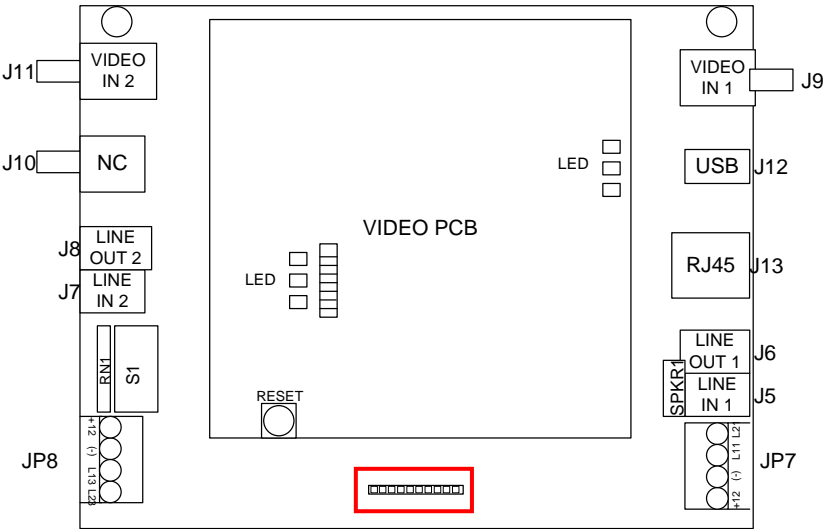 J11
VIDEO
IN 2
VIDEO
IN 1
J9
J10
NC
LED
USB
J12
VIDEO PCB
J8
LINE
OUT 2
J7
LINE
IN 2
LED
RJ45
J13
RN1
S1
LINE
OUT 1
J6
SPKR1
LINE
IN 1
J5
RESET
JP8
+12
(-)
L13
L23
L21
L11
(-)
+12
JP7